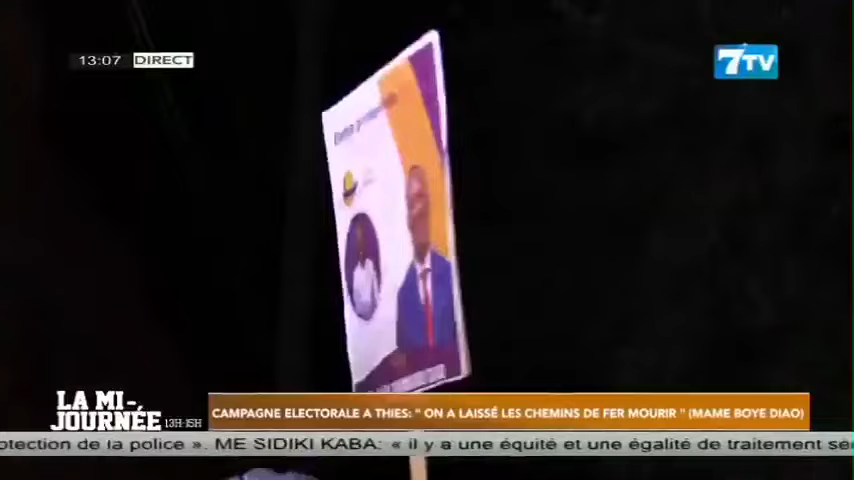 13:07 DIRECT
7TV
LA MI-
JOURNÉE 13H-15H
CAMPAGNE ELECTORALE A THIES: " ON A LAISSÉ LES CHEMINS DE FER MOURIR " (MAME BOYE DIAO)
otection de la police ». ME SIDIKI KABA: « il y a une équité et une égalité de traitement sé